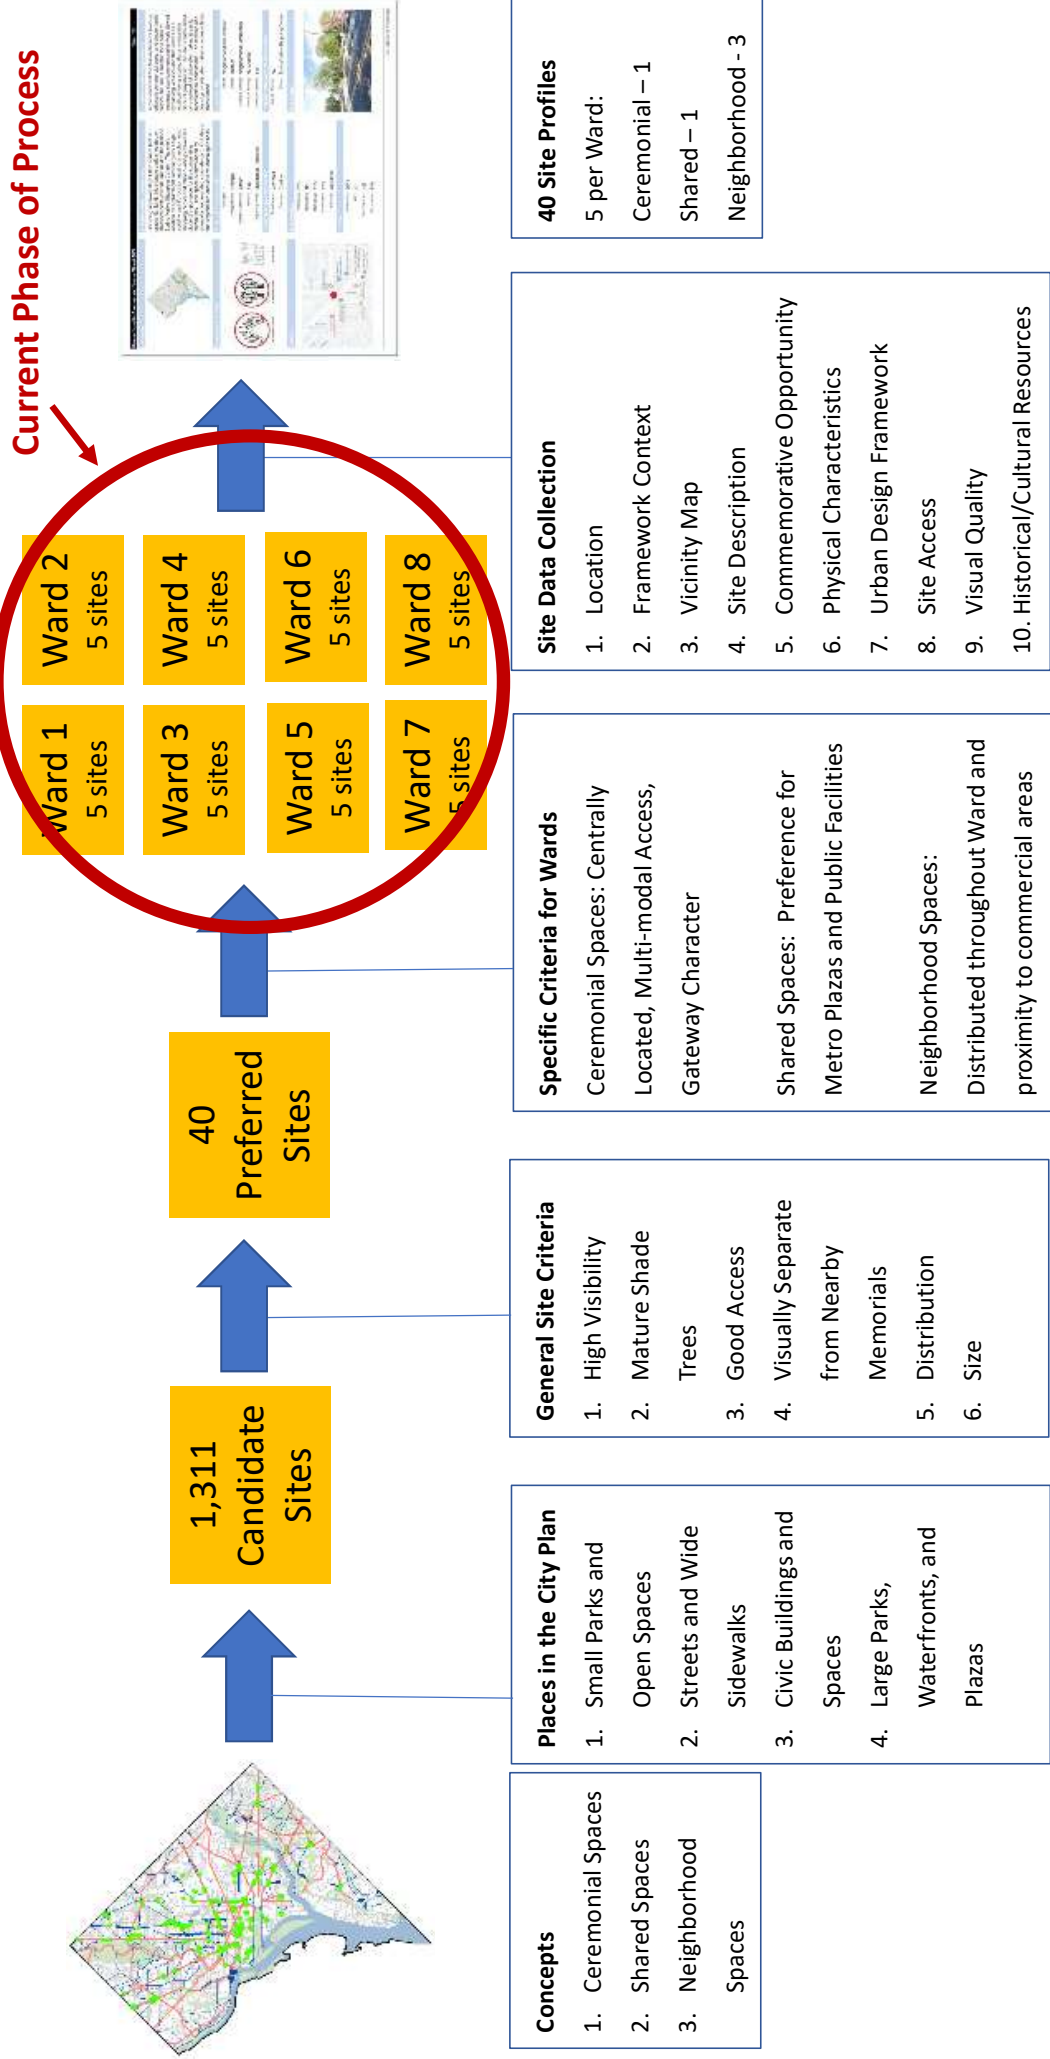 Current Phase of Process
1,311
Candidate
Sites
40
Preferred
Sites
Ward 1
5 sites
Ward 2
5 sites
Ward 3
5 sites
Ward 4
5 sites
Ward 5
5 sites
Ward 6
5 sites
Ward 7
5 sites
Ward 8
5 sites
Concepts
1. Ceremonial Spaces
2. Shared Spaces
3. Neighborhood
Spaces
Places in the City Plan
1. Small Parks and
Open Spaces
2. Streets and Wide
Sidewalks
3. Civic Buildings and
Spaces
4. Large Parks,
Waterfronts, and
Plazas
General Site Criteria
1. High Visibility
2. Mature Shade
Trees
3. Good Access
4. Visually Separate
from Nearby
Memorials
5. Distribution
6. Size
Specific Criteria for Wards
Ceremonial Spaces: Centrally
Located, Multi-modal Access,
Gateway Character
Shared Spaces: Preference for
Metro Plazas and Public Facilities
Neighborhood Spaces:
Distributed throughout Ward and
proximity to commercial areas
Site Data Collection
1. Location
2. Framework Context
3. Vicinity Map
4. Site Description
5. Commemorative Opportunity
6. Physical Characteristics
7. Urban Design Framework
8. Site Access
9. Visual Quality
10. Historical/Cultural Resources
40 Site Profiles
5 per Ward:
Ceremonial – 1
Shared – 1
Neighborhood - 3